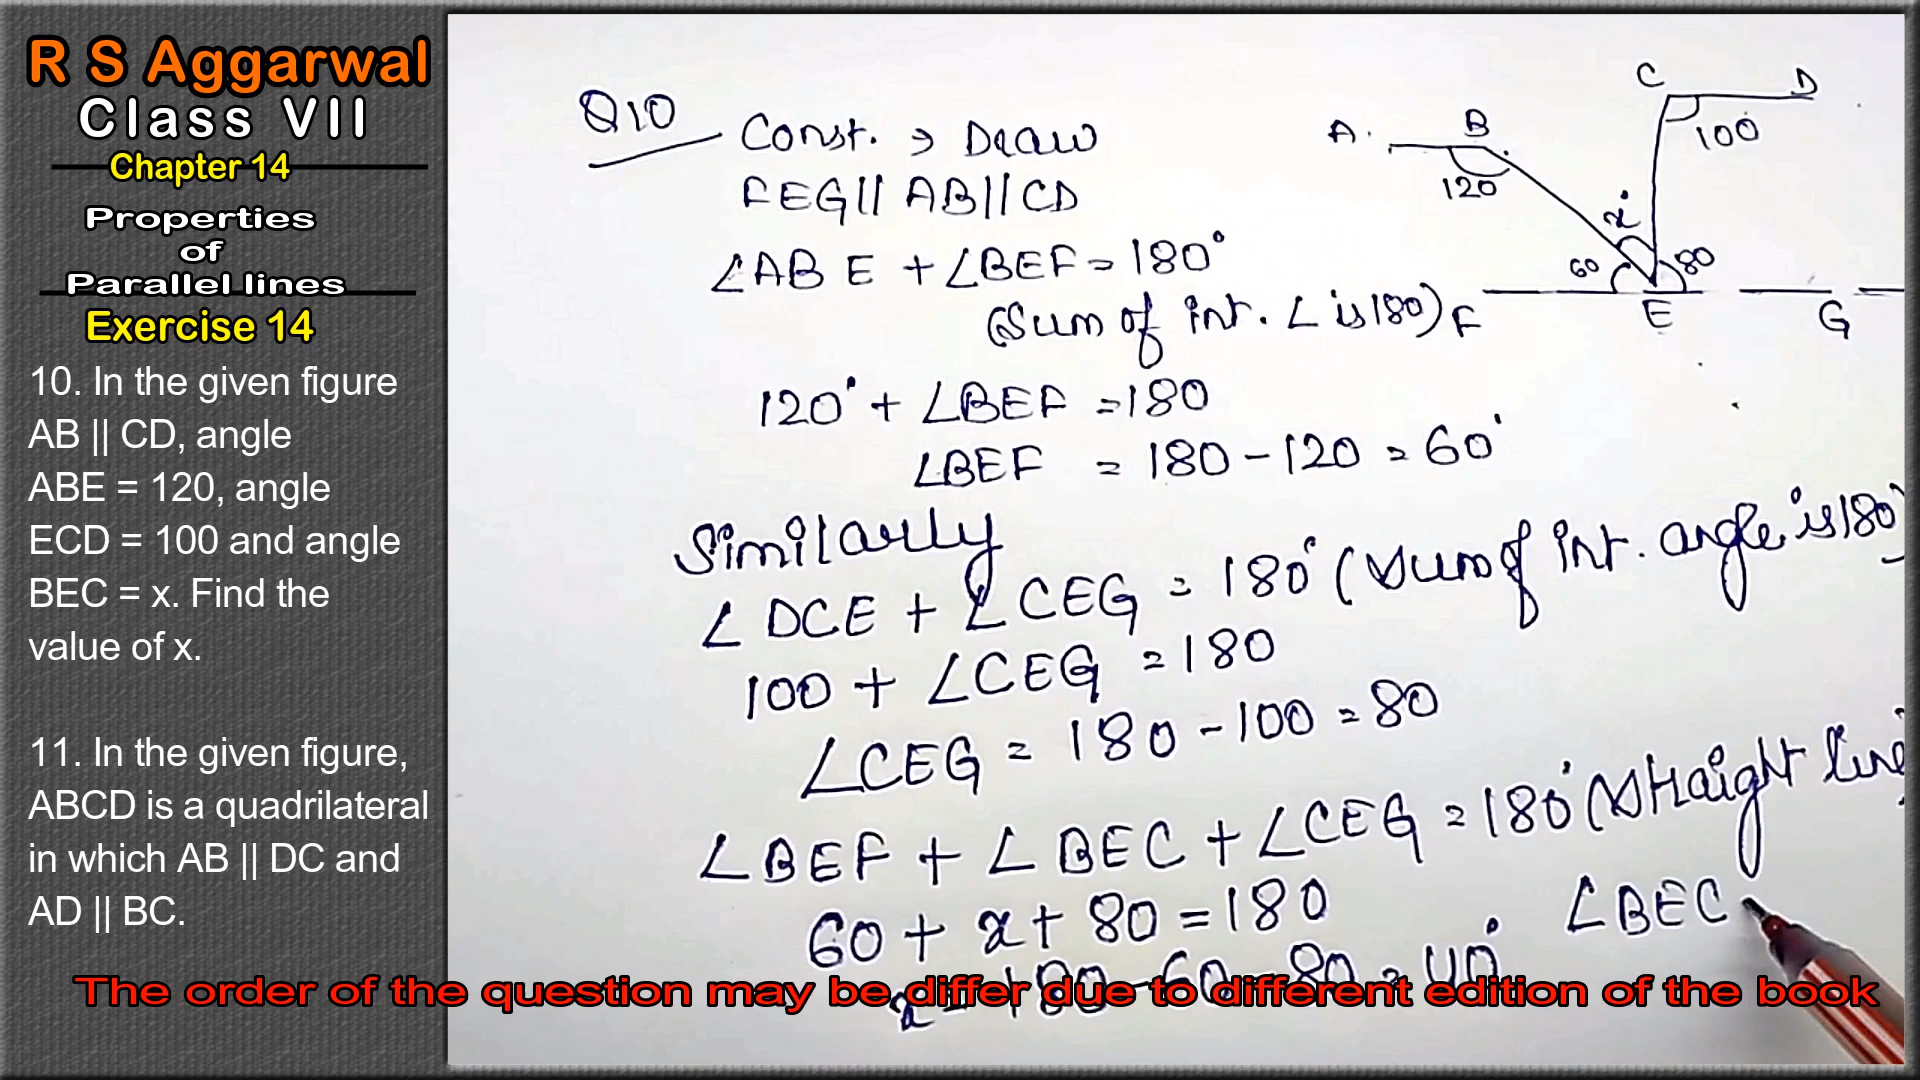 R S Aggarwal
Class VII
Chapter 14
Properties
of
Parallel lines
Exercise 14
10. In the given figure
AB || CD, angle
ABE = 120, angle
ECD = 100 and angle
BEC = x. Find the
value of x.
11. In the given figure,
ABCD is a quadrilateral
in which AB || DC and
AD || BC.
Q10
Const. → Draw
FEG || AB || CD
∠ABE + ∠BEF = 180°
(Sum of int. ∠ is 180)
120° + ∠BEF = 180
∠BEF = 180 - 120 = 60°
Similarly
∠DCE + ∠CEG = 180° (Sum of int. angle is 180)
100 + ∠CEG = 180
∠CEG = 180 - 100 = 80
∠BEF + ∠BEC + ∠CEG = 180° (Straight line)
60 + x + 80 = 180
x = 180 - 60 - 80 = 40°
∠BEC
C D
100
A B
120
x
60 80
F E G
The order of the question may be differ due to different edition of the book